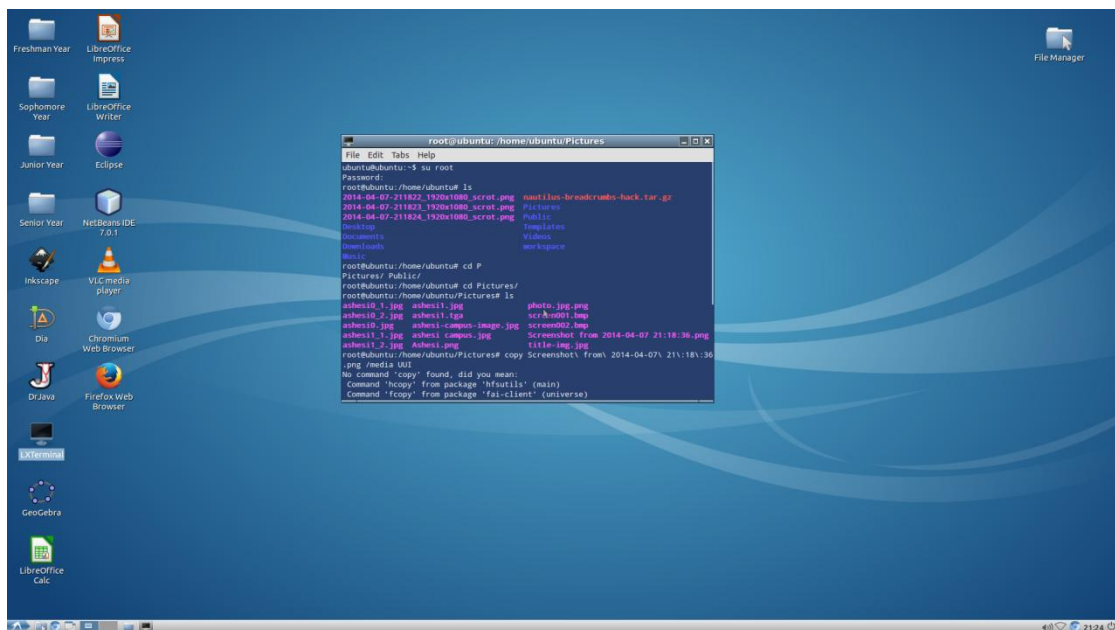 Freshman Year
LibreOffice
Impress
File Manager
Sophomore
Year
LibreOffice
Writer
Junior Year
Eclipse
Senior Year
NetBeans IDE
7.0.1
Inkscape
VLC media
player
Dia
Chromium
Web Browser
DrJava
Firefox Web
Browser
LXTerminal
GeoGebra
LibreOffice
Calc
root@ubuntu: /home/ubuntu/Pictures
File Edit Tabs Help
ubuntu@ubuntu:~$ su root
Password:
root@ubuntu:/home/ubuntu# ls
2014-04-07-211822_1920x1080_scrot.png nautilus-breadcrumbs-hack.tar.gz
2014-04-07-211823_1920x1080_scrot.png Pictures
2014-04-07-211824_1920x1080_scrot.png Public
Desktop Templates
Documents Videos
Downloads workspace
Music
root@ubuntu:/home/ubuntu# cd P
Pictures/ Public/
root@ubuntu:/home/ubuntu# cd Pictures/
root@ubuntu:/home/ubuntu/Pictures# ls
ashesi0_1.jpg ashesi1.jpg photo.jpg.png
ashesi0_2.jpg ashesi1.tga screen001.bmp
ashesi0.jpg ashesi-campus-image.jpg screen002.bmp
ashesi1_1.jpg ashesi campus.jpg Screenshot from 2014-04-07 21:18:36.png
ashesi1_2.jpg Ashesi.png title-img.jpg
root@ubuntu:/home/ubuntu/Pictures# copy Screenshot\ from\ 2014-04-07\ 21\:18\:36
.png /media UUI
No command 'copy' found, did you mean:
Command 'hcopy' from package 'hfsutils' (main)
Command 'fcopy' from package 'fai-client' (universe)
21:24